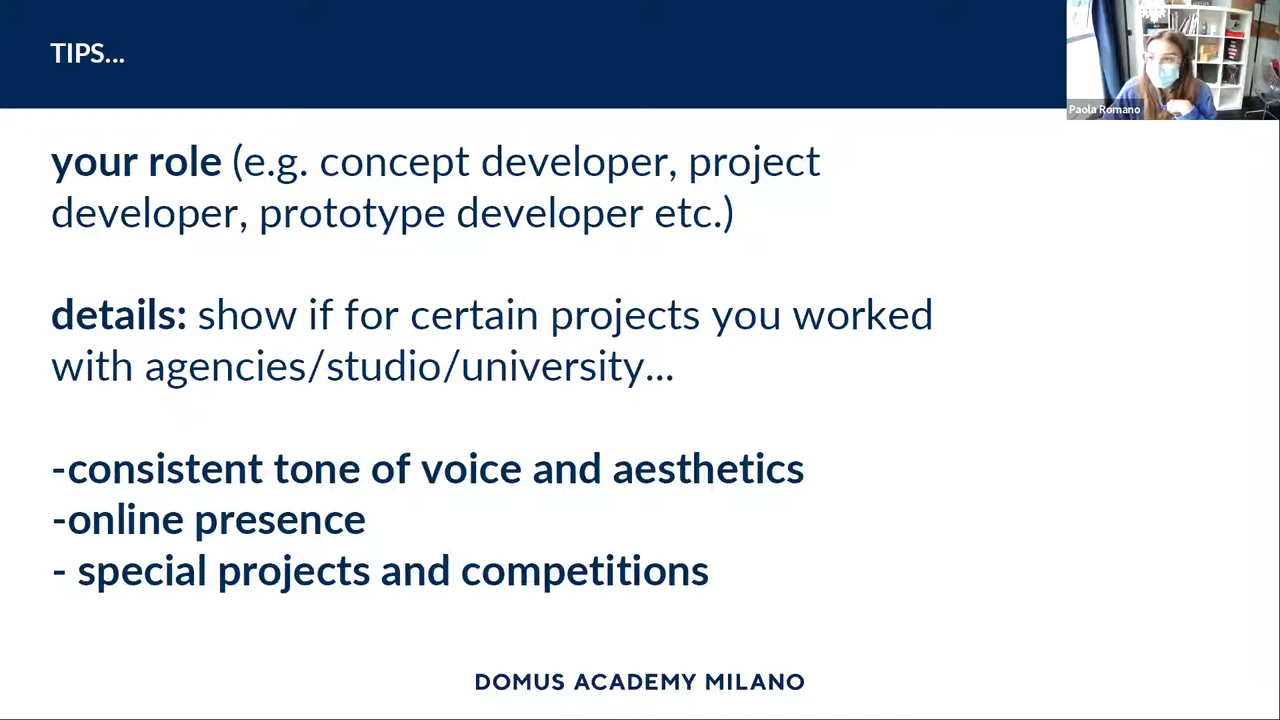 TIPS...
Paola Romano
your role (e.g. concept developer, project
developer, prototype developer etc.)
details: show if for certain projects you worked
with agencies/studio/university...
-consistent tone of voice and aesthetics
-online presence
- special projects and competitions
DOMUS ACADEMY MILANO